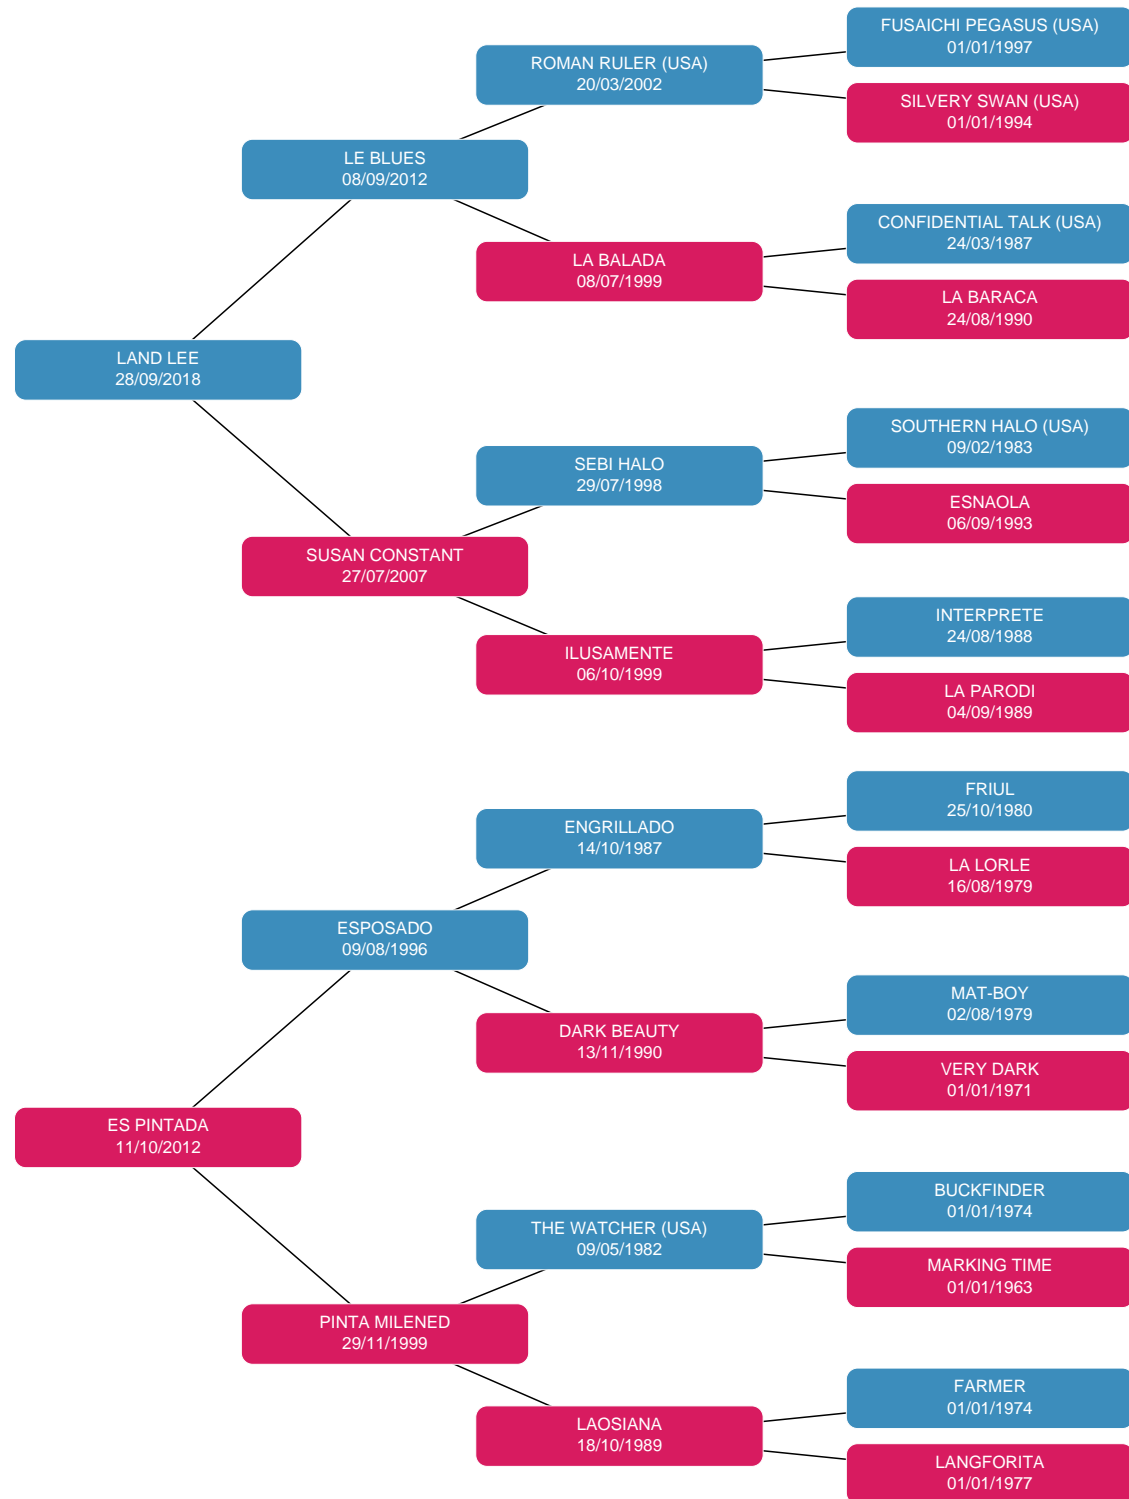 FUSAICHI PEGASUS (USA)
01/01/1997
ROMAN RULER (USA)
20/03/2002
SILVERY SWAN (USA)
01/01/1994
LE BLUES
08/09/2012
CONFIDENTIAL TALK (USA)
24/03/1987
LA BALADA
08/07/1999
LA BARACA
24/08/1990
LAND LEE
28/09/2018
SOUTHERN HALO (USA)
09/02/1983
SEBI HALO
29/07/1998
ESNAOLA
06/09/1993
SUSAN CONSTANT
27/07/2007
INTERPRETE
24/08/1988
ILUSAMENTE
06/10/1999
LA PARODI
04/09/1989
FRIUL
25/10/1980
ENGRILLADO
14/10/1987
LA LORLE
16/08/1979
ESPOSADO
09/08/1996
MAT-BOY
02/08/1979
DARK BEAUTY
13/11/1990
VERY DARK
01/01/1971
ES PINTADA
11/10/2012
BUCKFINDER
01/01/1974
THE WATCHER (USA)
09/05/1982
MARKING TIME
01/01/1963
PINTA MILENED
29/11/1999
FARMER
01/01/1974
LAOSIANA
18/10/1989
LANGFORITA
01/01/1977